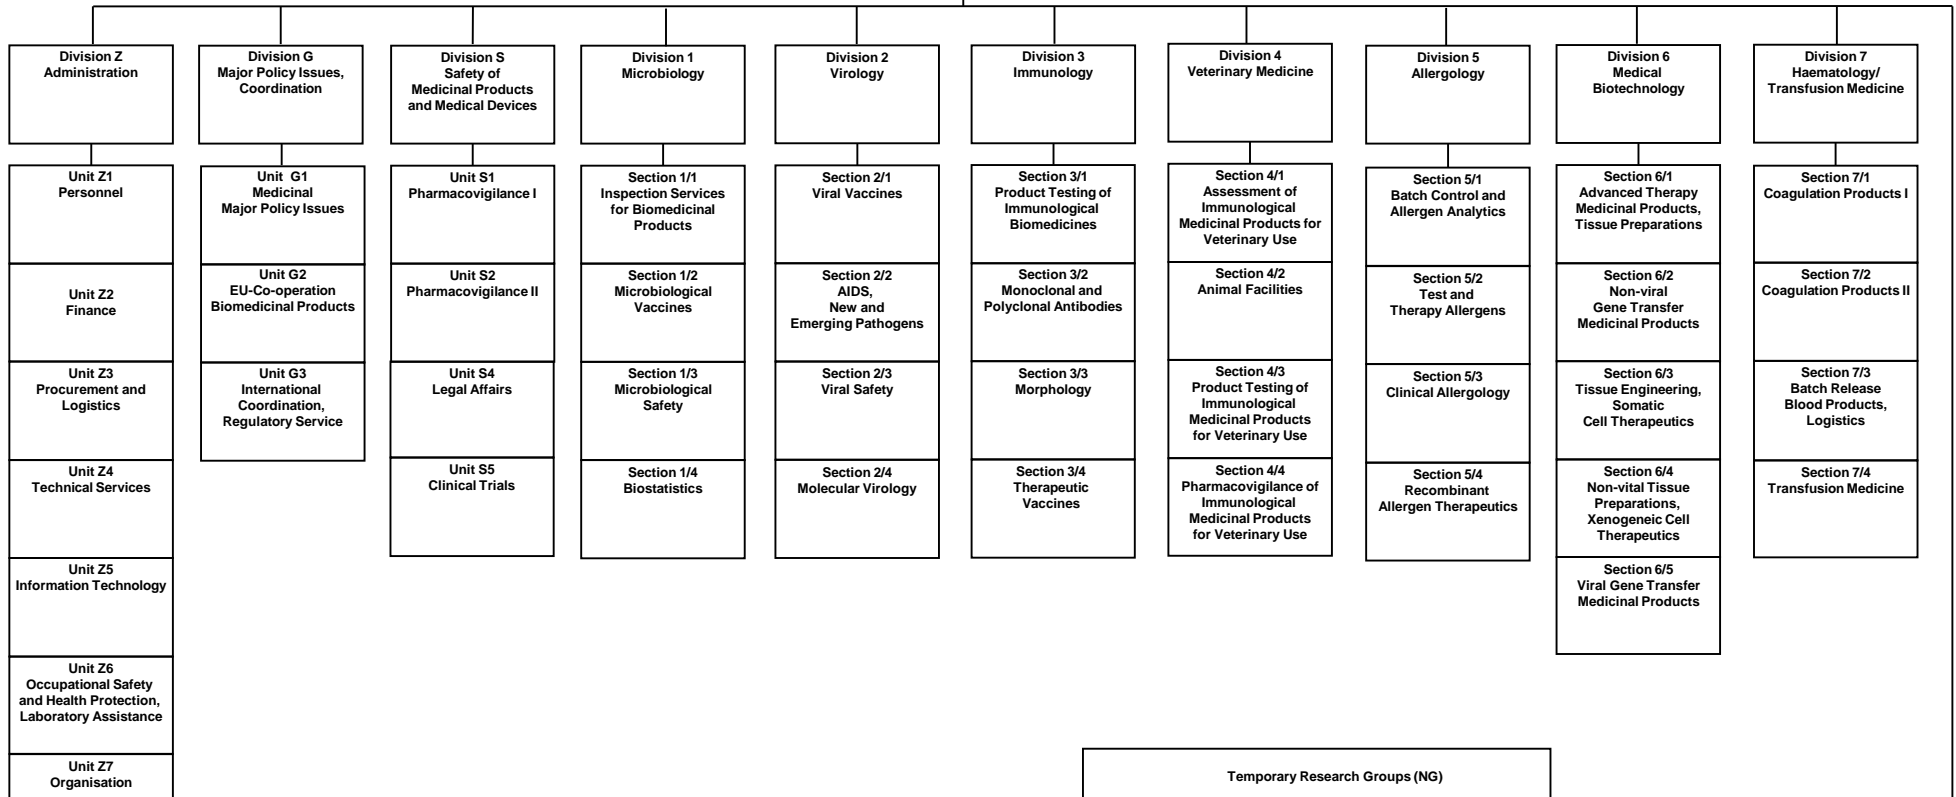 Division Z
Administration
Division G
Major Policy Issues,
Coordination
Division S
Safety of
Medicinal Products
and Medical Devices
Division 1
Microbiology
Division 2
Virology
Division 3
Immunology
Division 4
Veterinary Medicine
Division 5
Allergology
Division 6
Medical
Biotechnology
Division 7
Haematology/
Transfusion Medicine
Unit Z1
Personnel
Unit Z2
Finance
Unit Z3
Procurement and
Logistics
Unit Z4
Technical Services
Unit Z5
Information Technology
Unit Z6
Occupational Safety
and Health Protection,
Laboratory Assistance
Unit Z7
Organisation
Unit G1
Medicinal
Major Policy Issues
Unit G2
EU-Co-operation
Biomedicinal Products
Unit G3
International
Coordination,
Regulatory Service
Unit S1
Pharmacovigilance I
Unit S2
Pharmacovigilance II
Unit S4
Legal Affairs
Unit S5
Clinical Trials
Section 1/1
Inspection Services
for Biomedicinal
Products
Section 1/2
Microbiological
Vaccines
Section 1/3
Microbiological
Safety
Section 1/4
Biostatistics
Section 2/1
Viral Vaccines
Section 2/2
AIDS,
New and
Emerging Pathogens
Section 2/3
Viral Safety
Section 2/4
Molecular Virology
Section 3/1
Product Testing of
Immunological
Biomedicines
Section 3/2
Monoclonal and
Polyclonal Antibodies
Section 3/3
Morphology
Section 3/4
Therapeutic
Vaccines
Section 4/1
Assessment of
Immunological
Medicinal Products for
Veterinary Use
Section 4/2
Animal Facilities
Section 4/3
Product Testing of
Immunological
Medicinal Products
for Veterinary Use
Section 4/4
Pharmacovigilance of
Immunological
Medicinal Products
for Veterinary Use
Section 5/1
Batch Control and
Allergen Analytics
Section 5/2
Test and
Therapy Allergens
Section 5/3
Clinical Allergology
Section 5/4
Recombinant
Allergen Therapeutics
Section 6/1
Advanced Therapy
Medicinal Products,
Tissue Preparations
Section 6/2
Non-viral
Gene Transfer
Medicinal Products
Section 6/3
Tissue Engineering,
Somatic
Cell Therapeutics
Section 6/4
Non-vital Tissue
Preparations,
Xenogeneic Cell
Therapeutics
Section 6/5
Viral Gene Transfer
Medicinal Products
Section 7/1
Coagulation Products I
Section 7/2
Coagulation Products II
Section 7/3
Batch Release
Blood Products,
Logistics
Section 7/4
Transfusion Medicine
Temporary Research Groups (NG)